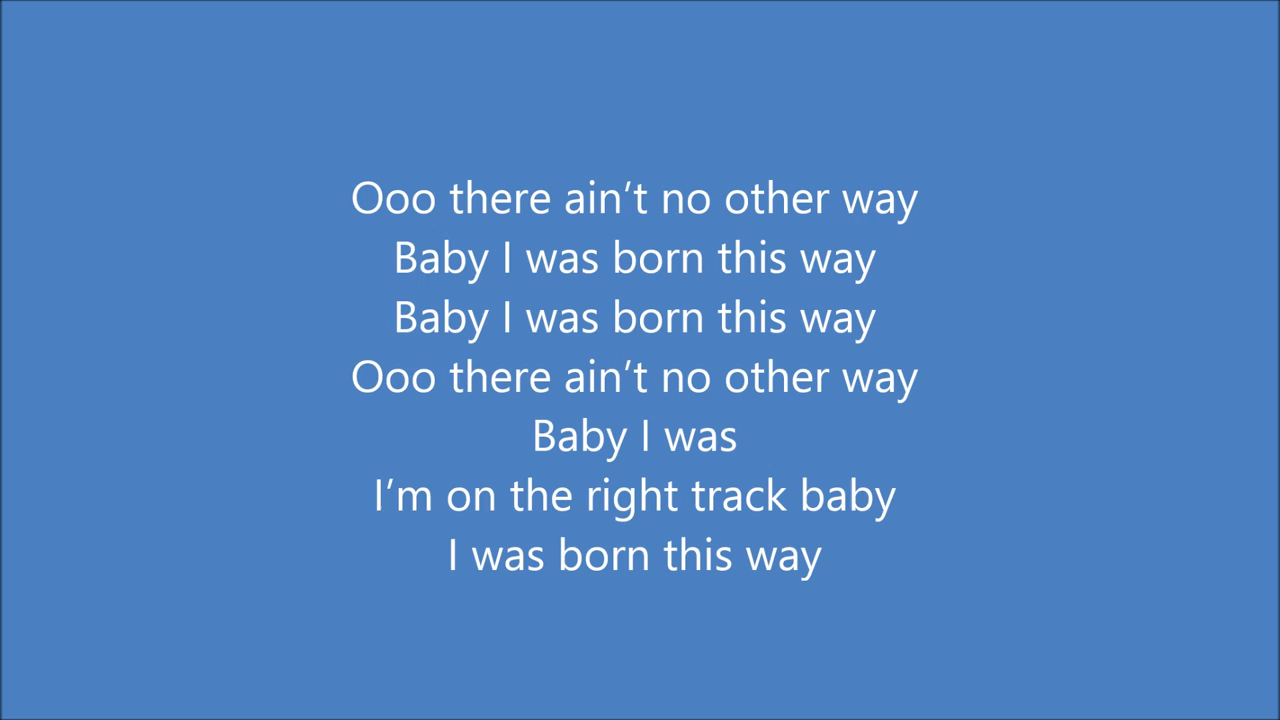 Ooo there ain’t no other way
Baby I was born this way
Baby I was born this way
Ooo there ain’t no other way
Baby I was
I’m on the right track baby
I was born this way